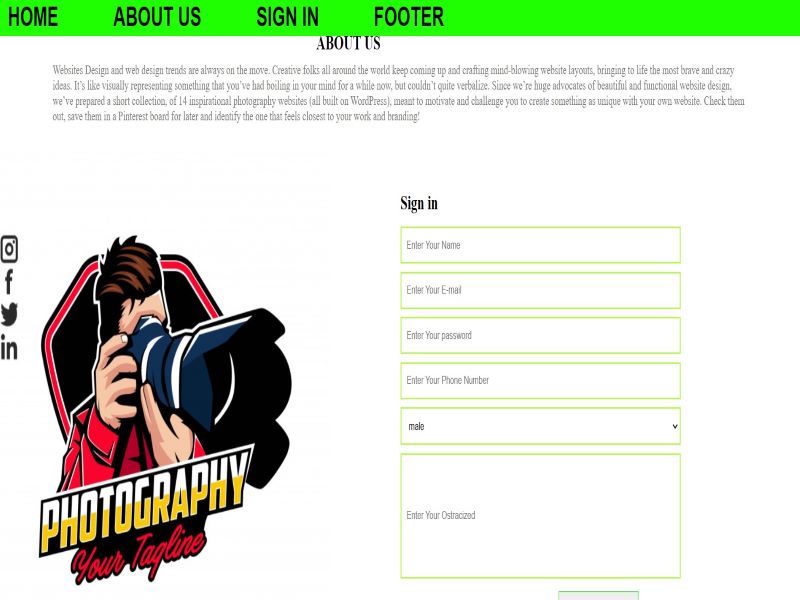 HOME ABOUT US SIGN IN FOOTER
ABOUT US
Websites Design and web design trends are always on the move. Creative folks all around the world keep coming up and crafting mind-blowing website layouts, bringing to life the most brave and crazy
ideas. It's like visually representing something that you've had boiling in your mind for a while now, but couldn't quite verbalize. Since we're huge advocates of beautiful and functional website design,
we've prepared a short collection, of 14 inspirational photography websites (all built on WordPress), meant to motivate and challenge you to create something as unique with your own website. Check them
out, save them in a Pinterest board for later and identify the one that feels closest to your work and branding!
Sign in
Enter Your Name
Enter Your E-mail
Enter Your password
Enter Your Phone Number
male
Enter Your Ostracized
PHOTOGRAPHY
Your Tagline